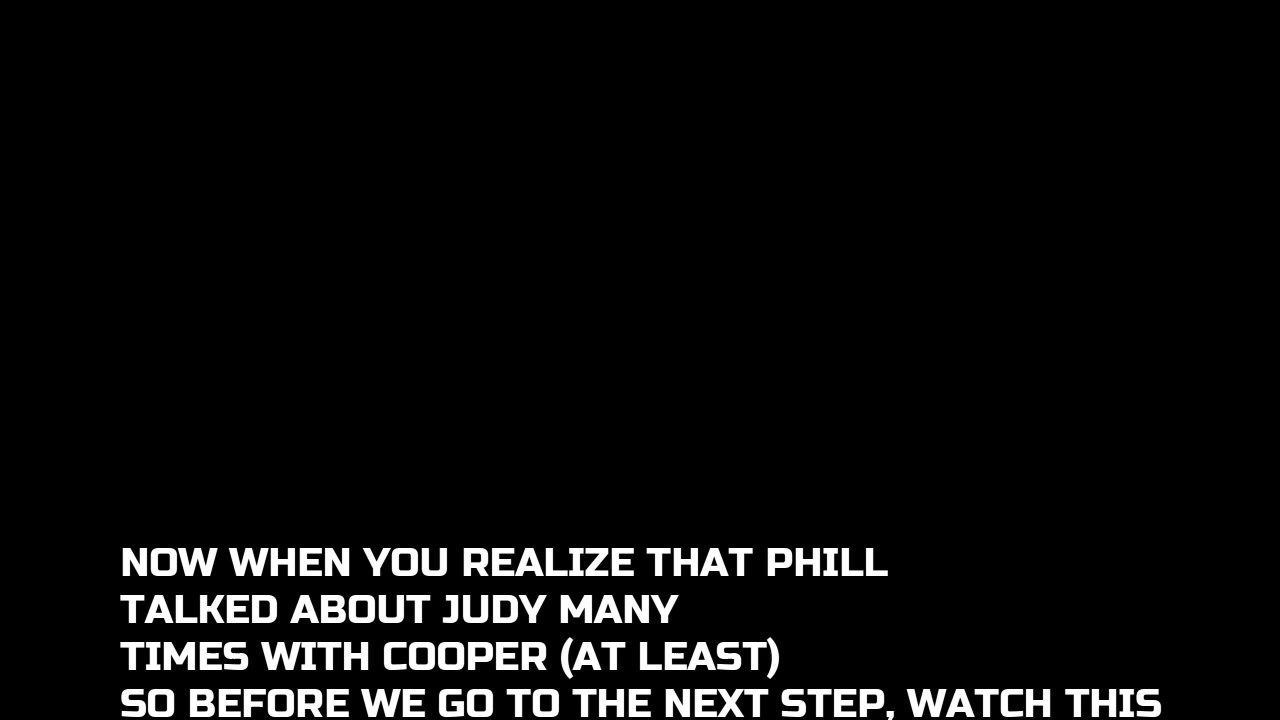 NOW WHEN YOU REALIZE THAT PHILL
TALKED ABOUT JUDY MANY
TIMES WITH COOPER (AT LEAST)
SO BEFORE WE GO TO THE NEXT STEP, WATCH THIS